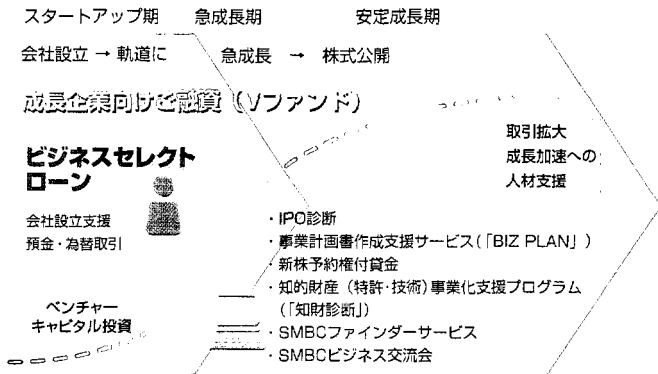 スタートアップ期 急成長期 安定成長期
会社設立 → 軌道に 急成長 → 株式公開
成長企業向けご融資（Vファンド）
取引拡大
成長加速への
人材支援
ビジネスセレクト
ローン
会社設立支援
預金・為替取引
・IPO診断
・事業計画書作成支援サービス（「BIZ PLAN」）
・新株予約権付貸金
・知的財産（特許・技術）事業化支援プログラム
（「知財診断」）
・SMBCファインダーサービス
・SMBCビジネス交流会
ベンチャー
キャピタル投資